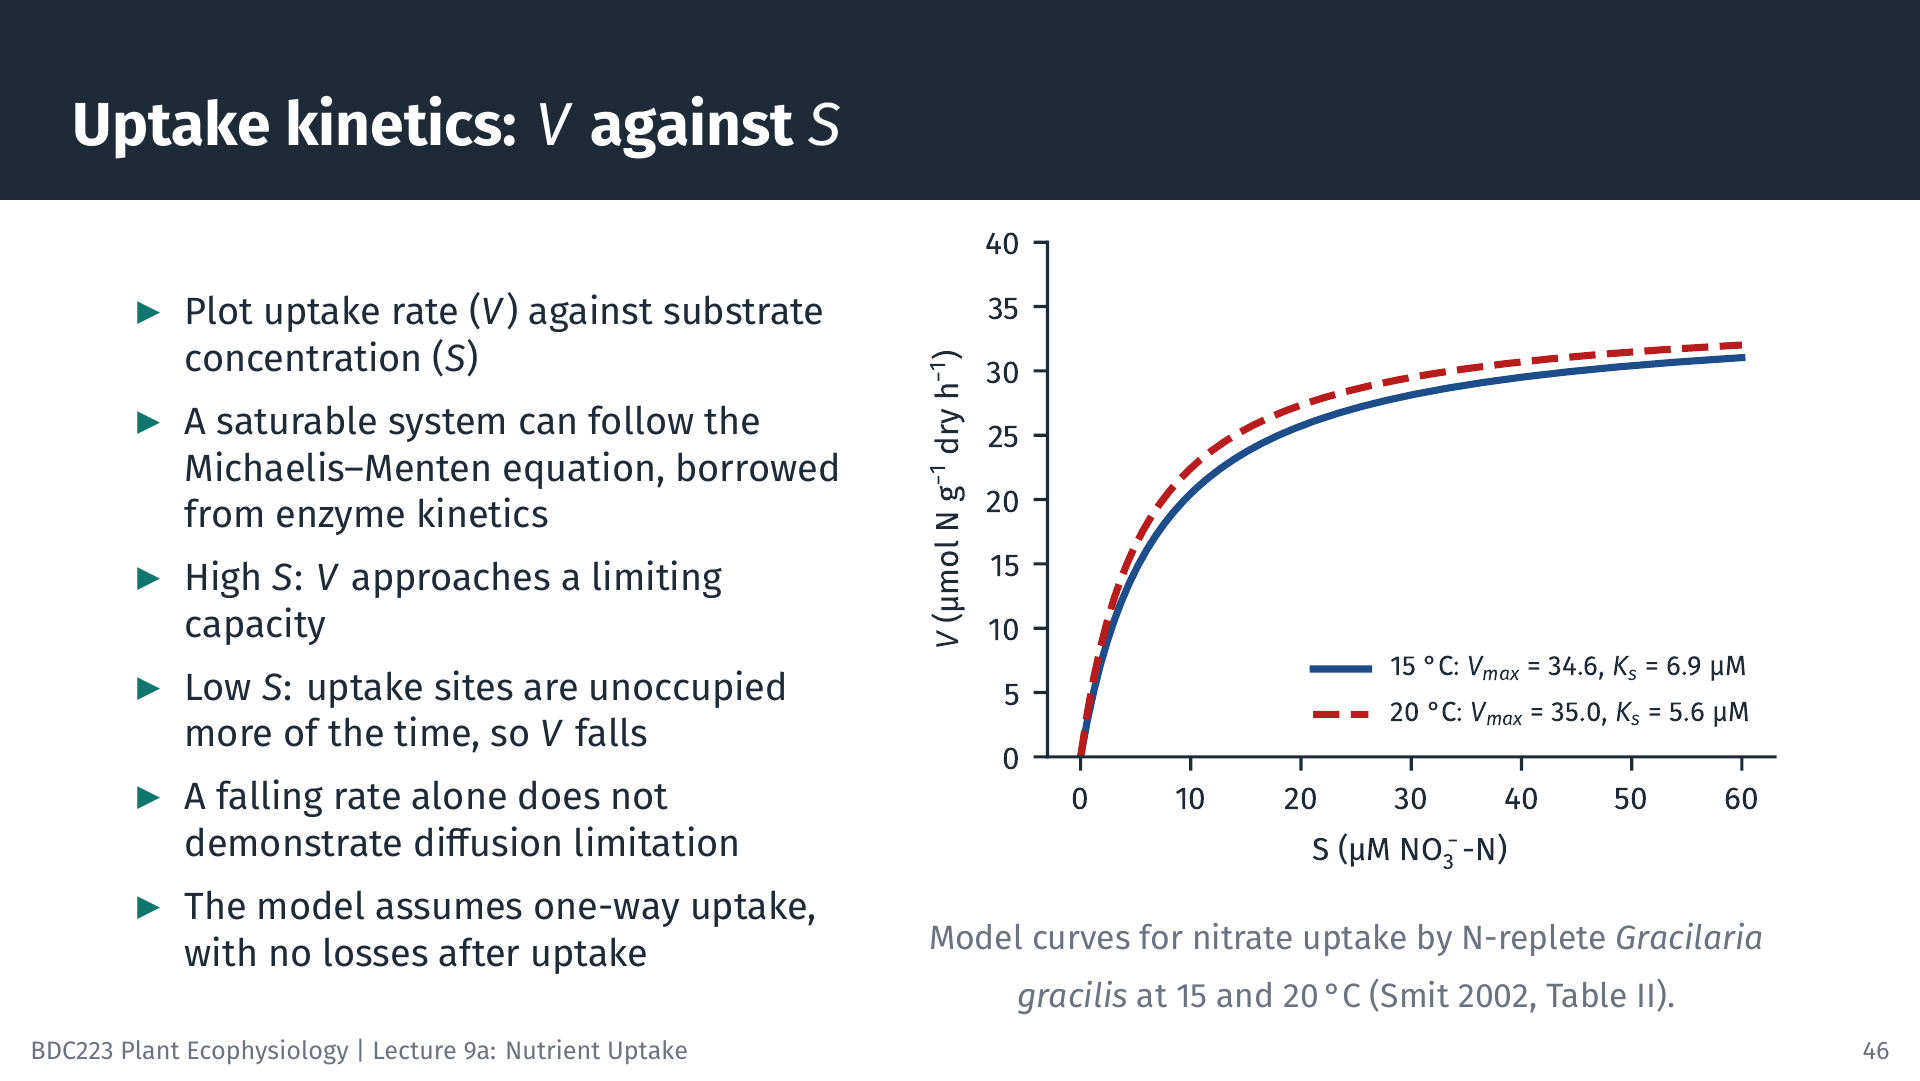 Uptake kinetics: V against S
► Plot uptake rate (V) against substrate
concentration (S)
► A saturable system can follow the
Michaelis–Menten equation, borrowed
from enzyme kinetics
► High S: V approaches a limiting
capacity
► Low S: uptake sites are unoccupied
more of the time, so V falls
► A falling rate alone does not
demonstrate diffusion limitation
► The model assumes one-way uptake,
with no losses after uptake
V (µmol N g⁻¹ dry h⁻¹)
40
35
30
25
20
15
10
5
0
15 °C: Vₘₐₓ = 34.6, Kₛ = 6.9 µM
20 °C: Vₘₐₓ = 35.0, Kₛ = 5.6 µM
0 10 20 30 40 50 60
S (µM NO₃⁻-N)
Model curves for nitrate uptake by N-replete Gracilaria
gracilis at 15 and 20 °C (Smit 2002, Table II).
BDC223 Plant Ecophysiology | Lecture 9a: Nutrient Uptake
46